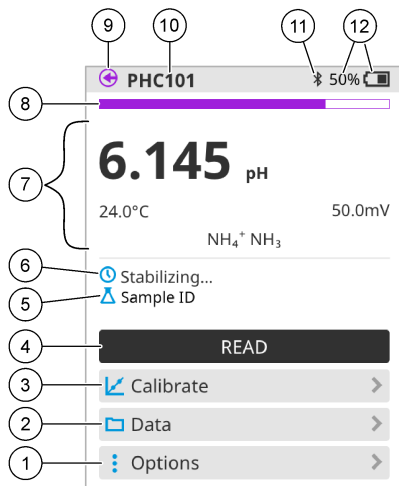 9 10 11 12
PHC101 50%
8
7
6.145 pH
24.0°C 50.0mV
NH₄⁺ NH₃
6 Stabilizing...
5 Sample ID
4 READ
3 Calibrate
2 Data
1 Options